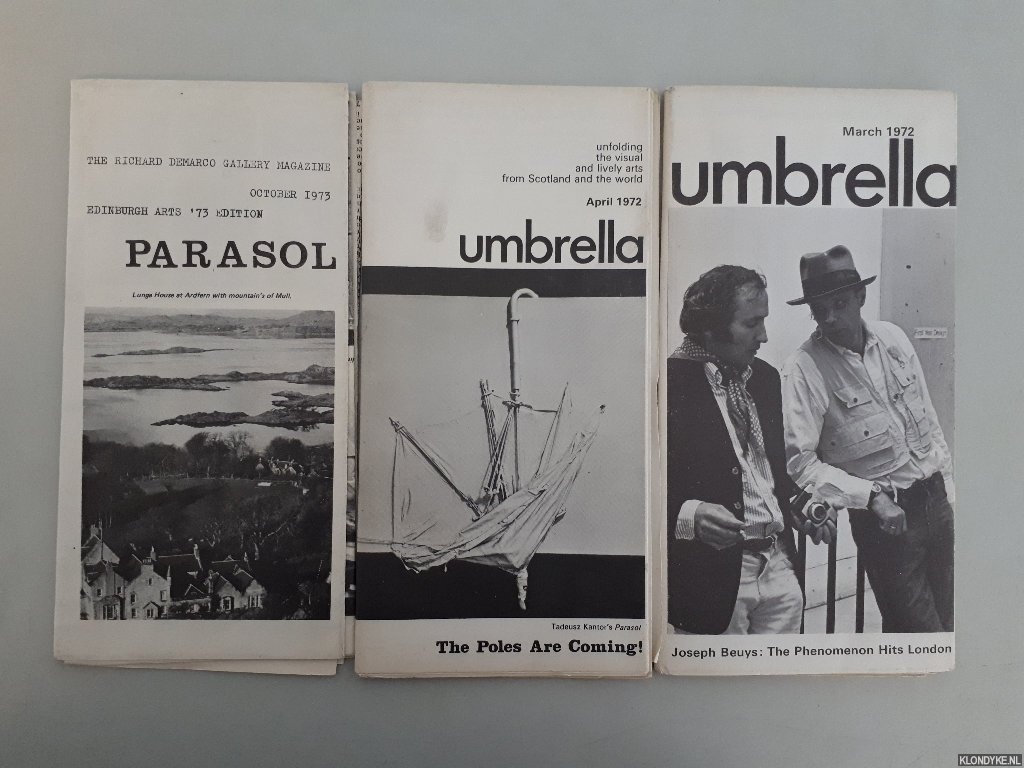 THE RICHARD DEMARCO GALLERY MAGAZINE
OCTOBER 1973
EDINBURGH ARTS '73 EDITION
PARASOL
Lunga House at Ardfern with mountain's of Mull.
unfolding
the visual
and lively arts
from Scotland and the world
April 1972
umbrella
Tadeusz Kantor's Parasol
The Poles Are Coming!
March 1972
umbrella
Joseph Beuys: The Phenomenon Hits London
KLONDYKE.NL